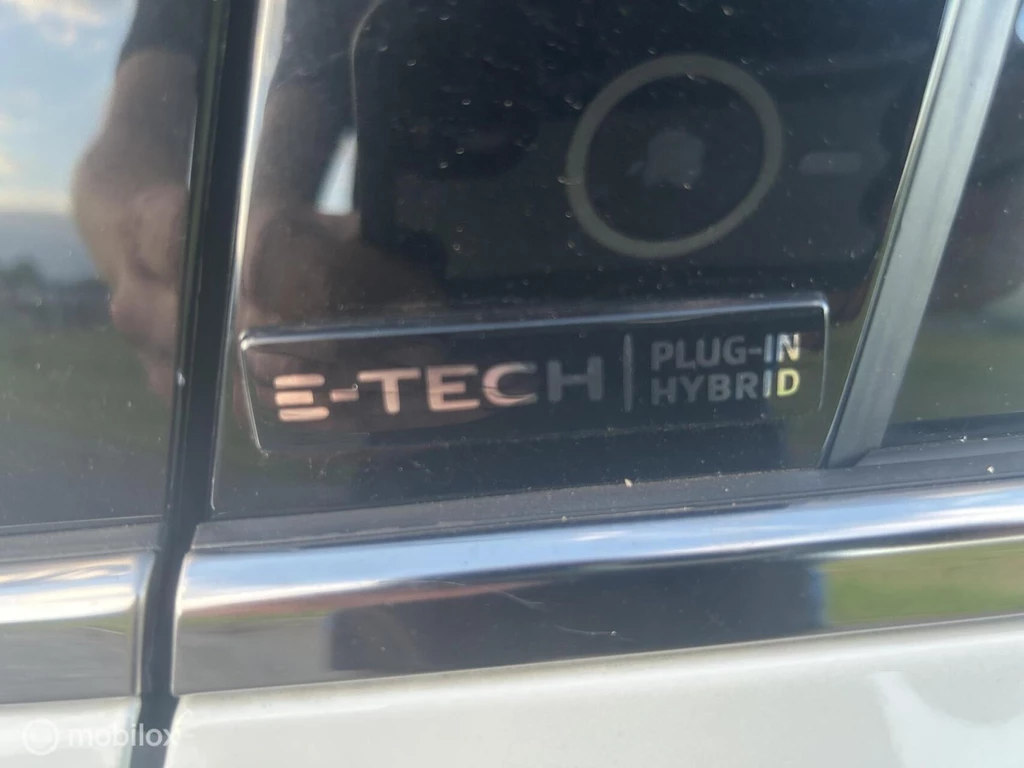 E-TECH
PLUG-IN
HYBRID
mobilox